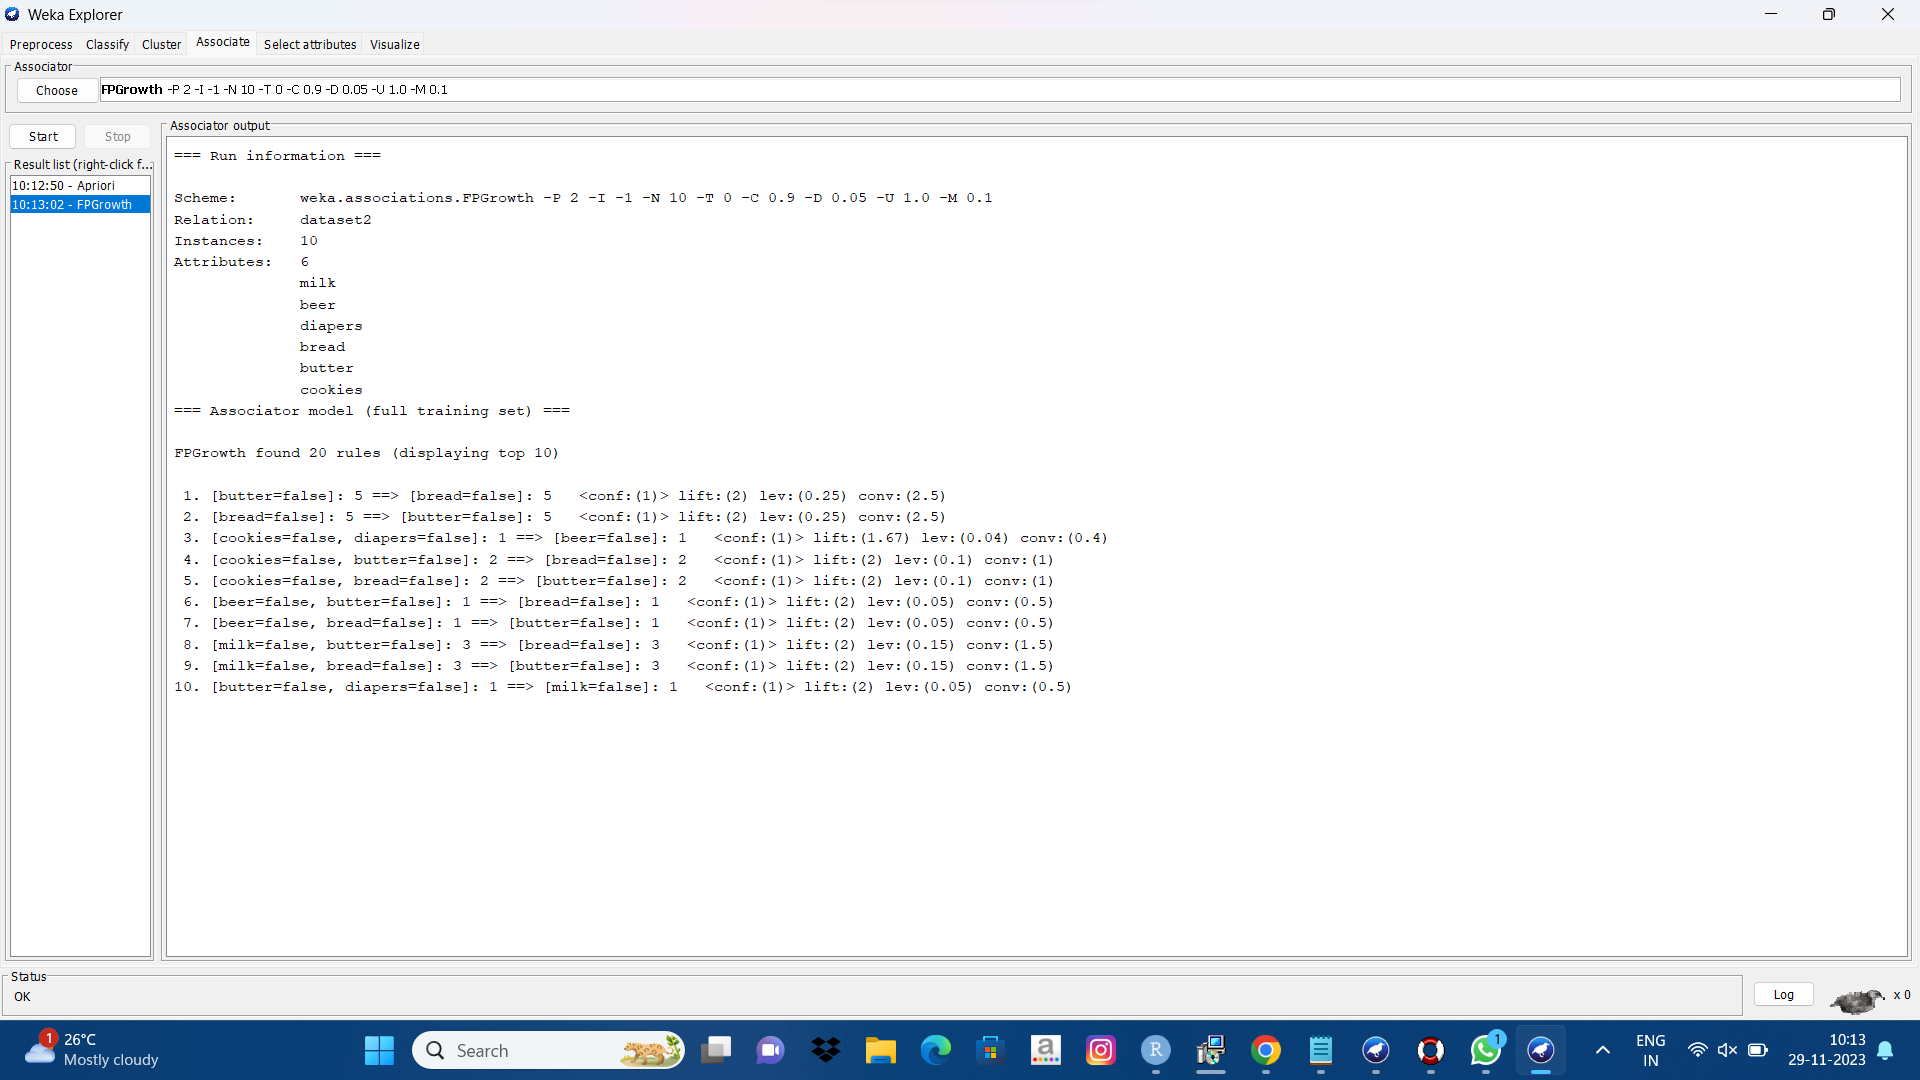 Weka Explorer
Preprocess Classify Cluster Associate Select attributes Visualize
Associator
Choose FPGrowth -P 2 -I -1 -N 10 -T 0 -C 0.9 -D 0.05 -U 1.0 -M 0.1
Start Stop
Result list (right-click f...
10:12:50 - Apriori
10:13:02 - FPGrowth
Associator output
=== Run information ===
Scheme: weka.associations.FPGrowth -P 2 -I -1 -N 10 -T 0 -C 0.9 -D 0.05 -U 1.0 -M 0.1
Relation: dataset2
Instances: 10
Attributes: 6
milk
beer
diapers
bread
butter
cookies
=== Associator model (full training set) ===
FPGrowth found 20 rules (displaying top 10)
1. [butter=false]: 5 ==> [bread=false]: 5 <conf:(1)> lift:(2) lev:(0.25) conv:(2.5)
2. [bread=false]: 5 ==> [butter=false]: 5 <conf:(1)> lift:(2) lev:(0.25) conv:(2.5)
3. [cookies=false, diapers=false]: 1 ==> [beer=false]: 1 <conf:(1)> lift:(1.67) lev:(0.04) conv:(0.4)
4. [cookies=false, butter=false]: 2 ==> [bread=false]: 2 <conf:(1)> lift:(2) lev:(0.1) conv:(1)
5. [cookies=false, bread=false]: 2 ==> [butter=false]: 2 <conf:(1)> lift:(2) lev:(0.1) conv:(1)
6. [beer=false, butter=false]: 1 ==> [bread=false]: 1 <conf:(1)> lift:(2) lev:(0.05) conv:(0.5)
7. [beer=false, bread=false]: 1 ==> [butter=false]: 1 <conf:(1)> lift:(2) lev:(0.05) conv:(0.5)
8. [milk=false, butter=false]: 3 ==> [bread=false]: 3 <conf:(1)> lift:(2) lev:(0.15) conv:(1.5)
9. [milk=false, bread=false]: 3 ==> [butter=false]: 3 <conf:(1)> lift:(2) lev:(0.15) conv:(1.5)
10. [butter=false, diapers=false]: 1 ==> [milk=false]: 1 <conf:(1)> lift:(2) lev:(0.05) conv:(0.5)
Status
OK
Log
x 0
1
26°C
Mostly cloudy
Search
a
R
1
ENG
IN
10:13
29-11-2023